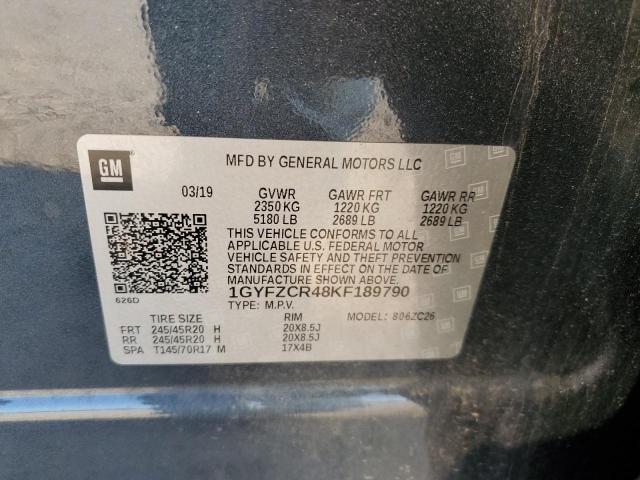 GM
MFD BY GENERAL MOTORS LLC
03/19 GVWR GAWR FRT GAWR RR
2350 KG 1220 KG 1220 KG
5180 LB 2689 LB 2689 LB
THIS VEHICLE CONFORMS TO ALL
APPLICABLE U.S. FEDERAL MOTOR
VEHICLE SAFETY AND THEFT PREVENTION
STANDARDS IN EFFECT ON THE DATE OF
MANUFACTURE SHOWN ABOVE.
1GYFZCR48KF189790
626D
TYPE: M.P.V.
TIRE SIZE RIM MODEL: 806ZC26
FRT 245/45R20 H 20X8.5J
RR 245/45R20 H 20X8.5J
SPA T145/70R17 M 17X4B